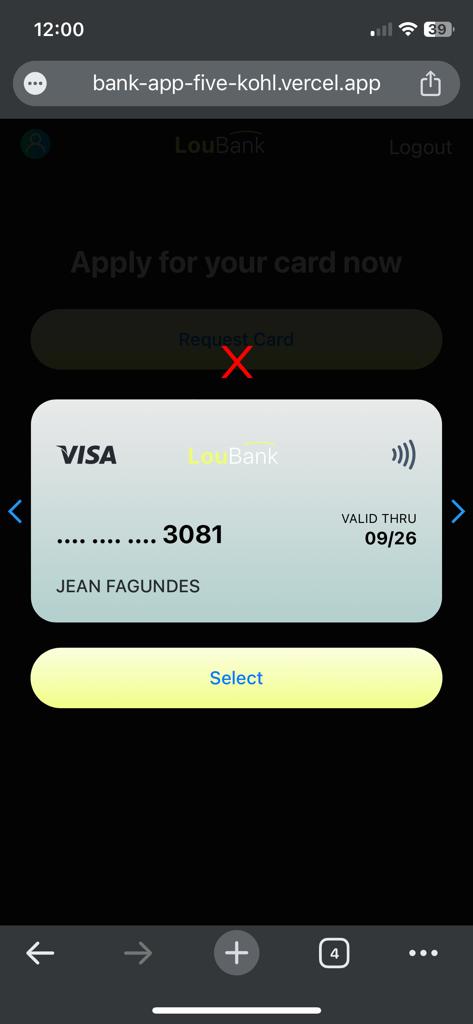 12:00
39
bank-app-five-kohl.vercel.app
LouBank
Logout
Apply for your card now
Request Card
X
VISA
LouBank
VALID THRU
.... .... .... 3081
09/26
JEAN FAGUNDES
Select
4